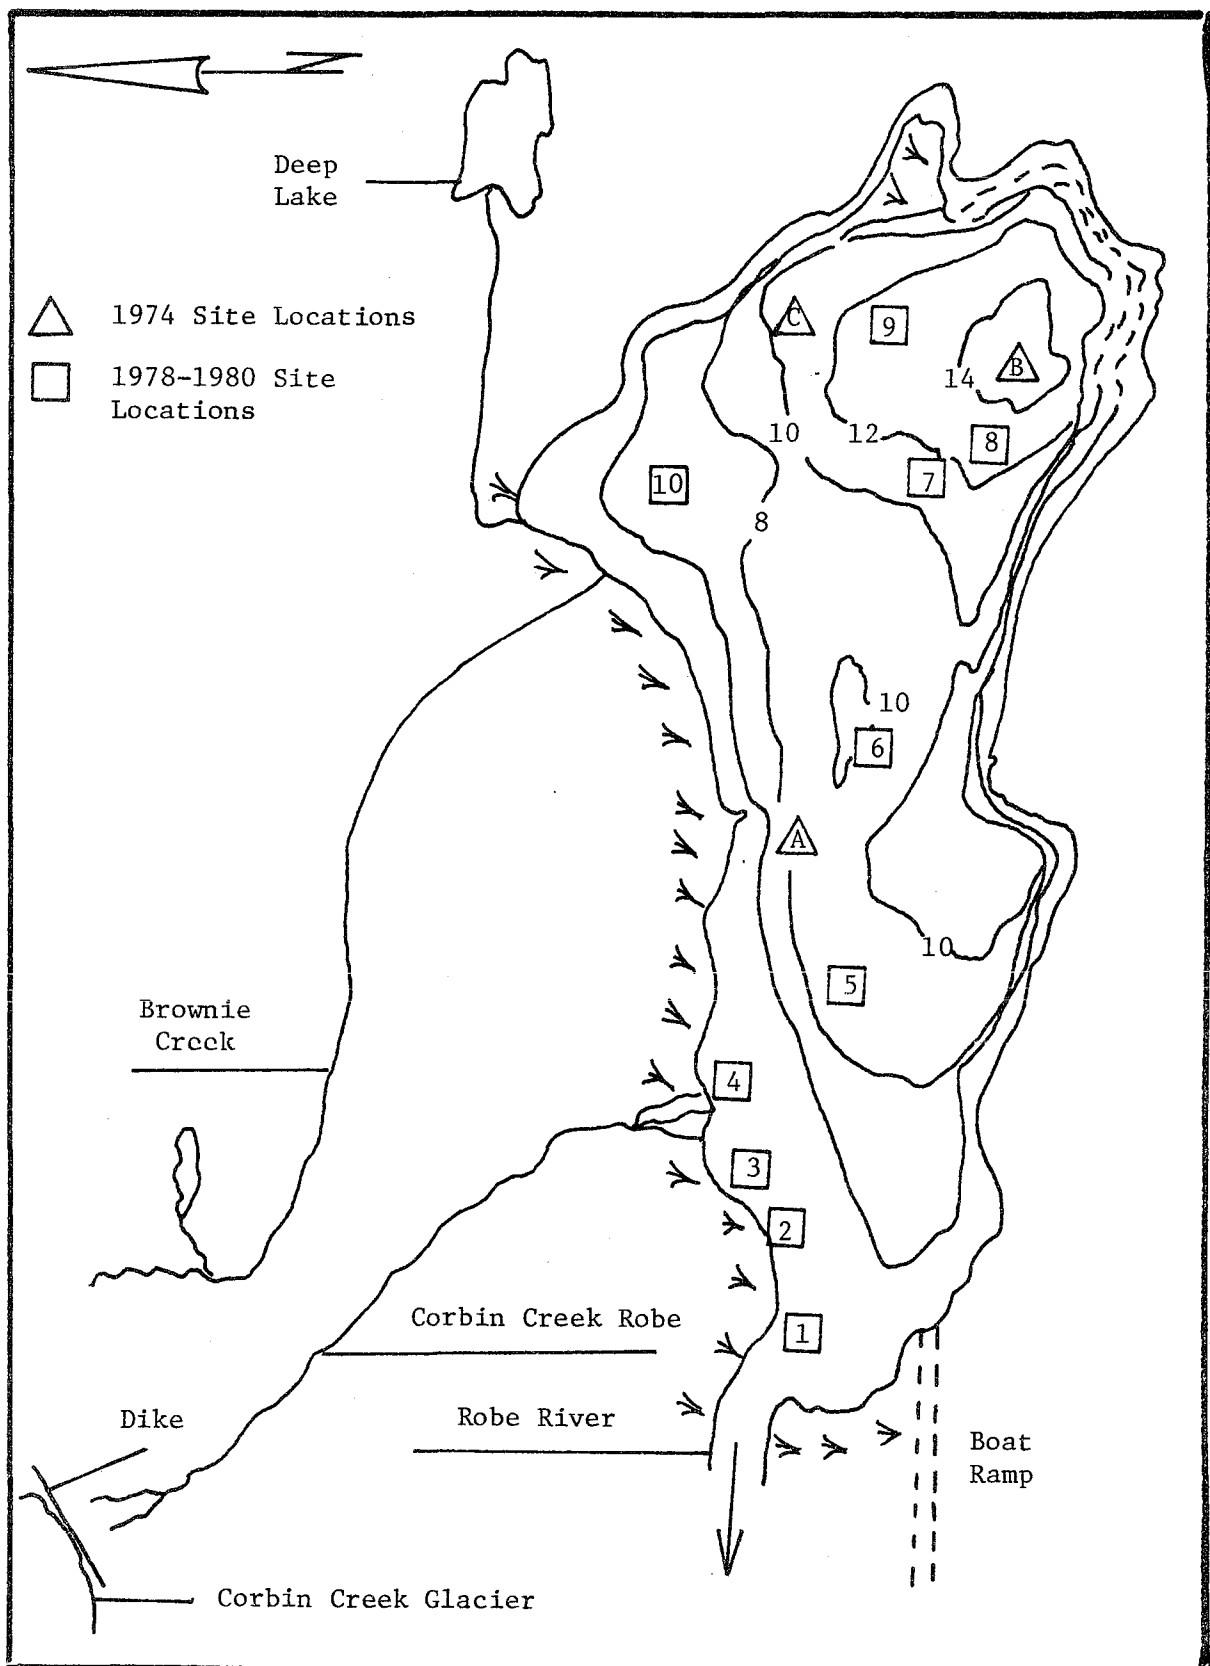 N
Deep
Lake
1974 Site Locations
1978-1980 Site
Locations
C
9
B
14
10
12
8
7
10
8
10
6
A
10
5
Brownie
Creek
4
3
2
Corbin Creek Robe
1
Dike
Robe River
Boat
Ramp
Corbin Creek Glacier